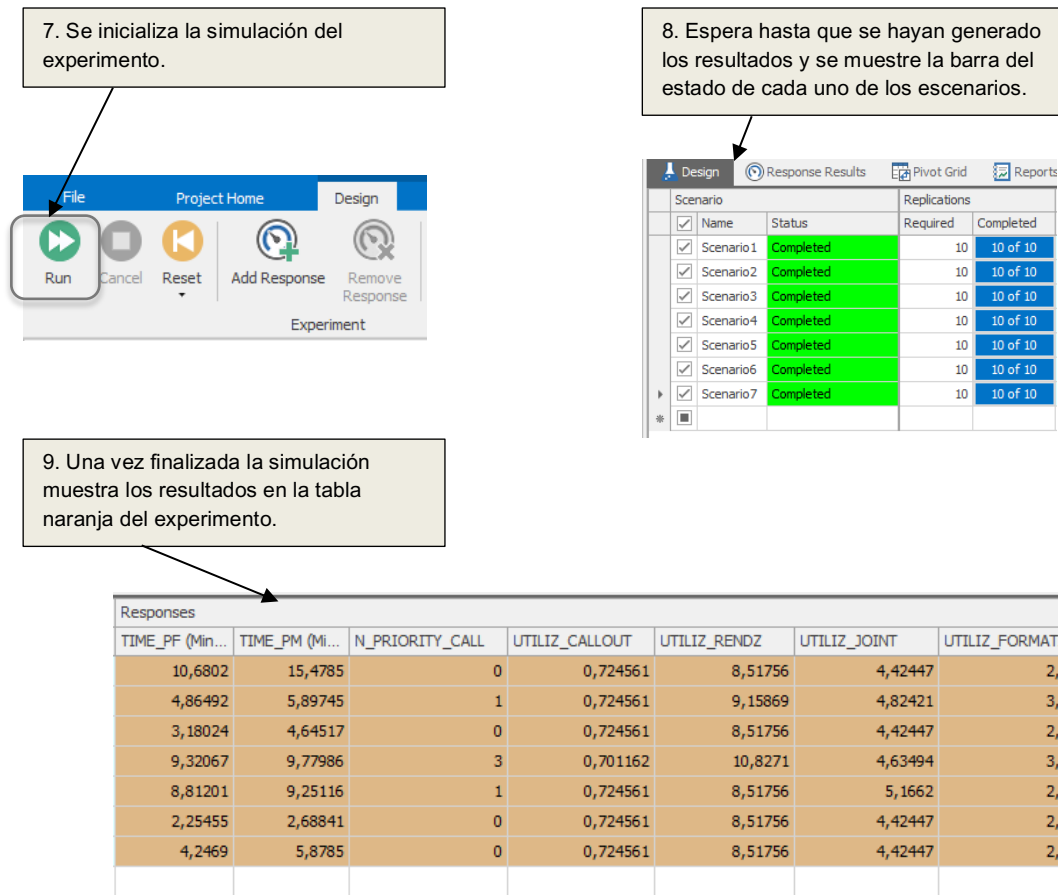 7. Se inicializa la simulación del
experimento.
8. Espera hasta que se hayan generado
los resultados y se muestre la barra del
estado de cada uno de los escenarios.
File Project Home Design
Run Cancel Reset Add Response Remove
Response
Experiment
Design Response Results Pivot Grid Reports
Scenario Replications
Name Status Required Completed
Scenario1 Completed 10 10 of 10
Scenario2 Completed 10 10 of 10
Scenario3 Completed 10 10 of 10
Scenario4 Completed 10 10 of 10
Scenario5 Completed 10 10 of 10
Scenario6 Completed 10 10 of 10
Scenario7 Completed 10 10 of 10
9. Una vez finalizada la simulación
muestra los resultados en la tabla
naranja del experimento.
Responses
TIME_PF (Min... TIME_PM (Mi... N_PRIORITY_CALL UTILIZ_CALLOUT UTILIZ_RENDZ UTILIZ_JOINT UTILIZ_FORMAT
10,6802 15,4785 0 0,724561 8,51756 4,42447 2,
4,86492 5,89745 1 0,724561 9,15869 4,82421 3,
3,18024 4,64517 0 0,724561 8,51756 4,42447 2,
9,32067 9,77986 3 0,701162 10,8271 4,63494 3,
8,81201 9,25116 1 0,724561 8,51756 5,1662 2,
2,25455 2,68841 0 0,724561 8,51756 4,42447 2,
4,2469 5,8785 0 0,724561 8,51756 4,42447 2,